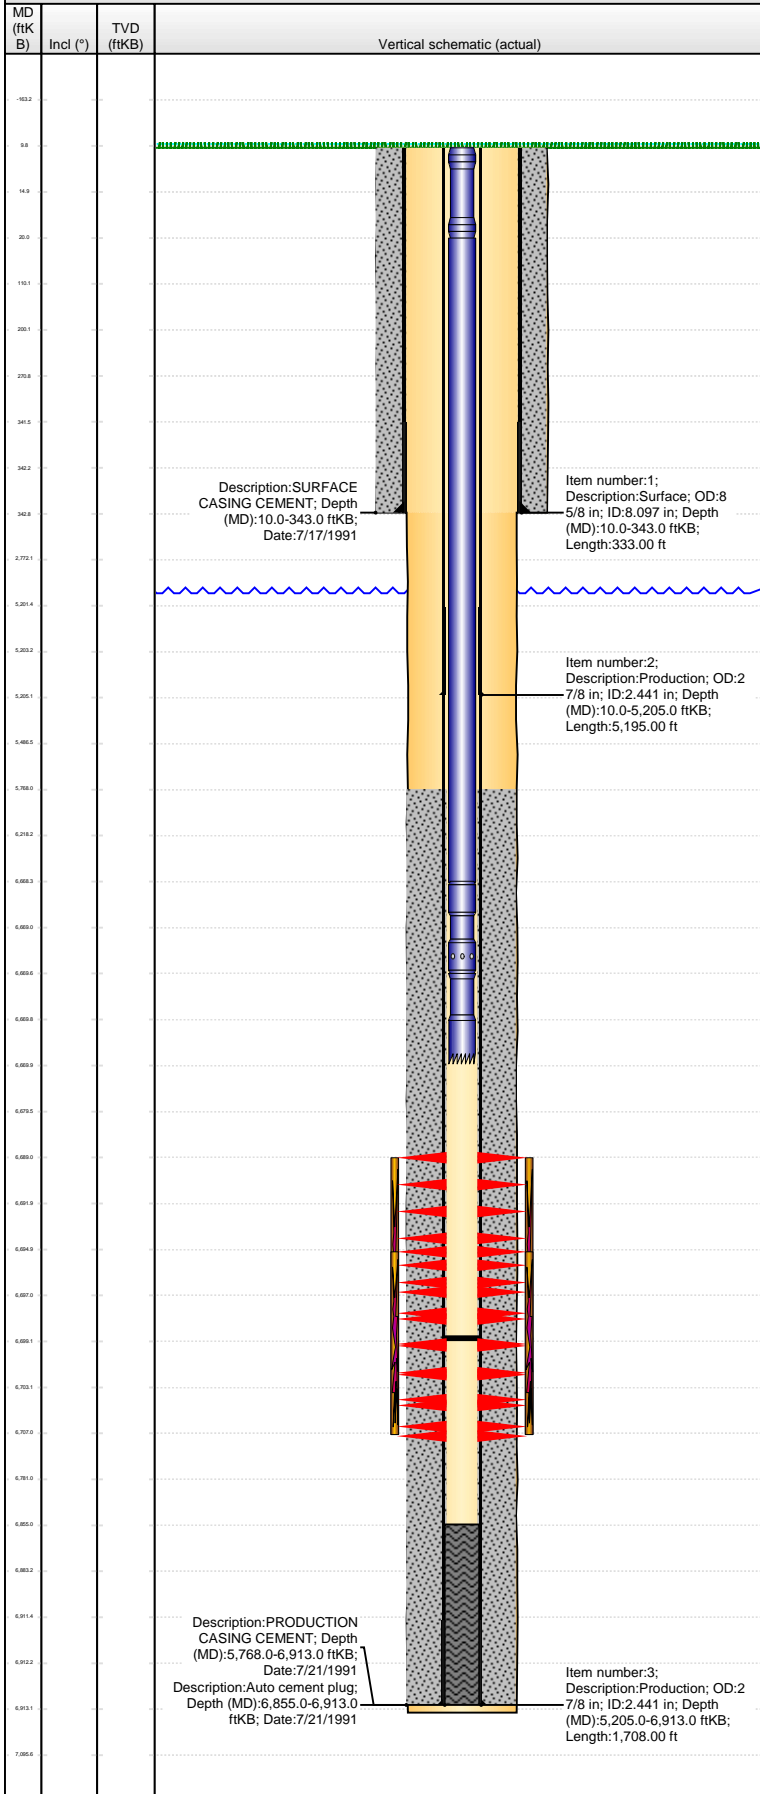 MD
(ftK
B)
Incl (°)
TVD
(ftKB)
Vertical schematic (actual)
-163.2
9.8
14.9
20.0
110.1
200.1
270.8
341.5
342.2
342.8
2,772.1
5,201.4
5,203.2
5,205.1
5,486.5
5,768.0
6,218.2
6,668.3
6,669.0
6,669.6
6,669.8
6,669.9
6,679.5
6,689.0
6,691.9
6,694.9
6,697.0
6,699.1
6,703.1
6,707.0
6,781.0
6,855.0
6,883.2
6,911.4
6,912.2
6,913.1
7,095.6
Description:SURFACE
CASING CEMENT; Depth
(MD):10.0-343.0 ftKB;
Date:7/17/1991
Item number:1;
Description:Surface; OD:8
5/8 in; ID:8.097 in; Depth
(MD):10.0-343.0 ftKB;
Length:333.00 ft
Item number:2;
Description:Production; OD:2
7/8 in; ID:2.441 in; Depth
(MD):10.0-5,205.0 ftKB;
Length:5,195.00 ft
Description:PRODUCTION
CASING CEMENT; Depth
(MD):5,768.0-6,913.0 ftKB;
Date:7/21/1991
Description:Auto cement plug;
Depth (MD):6,855.0-6,913.0
ftKB; Date:7/21/1991
Item number:3;
Description:Production; OD:2
7/8 in; ID:2.441 in; Depth
(MD):5,205.0-6,913.0 ftKB;
Length:1,708.00 ft